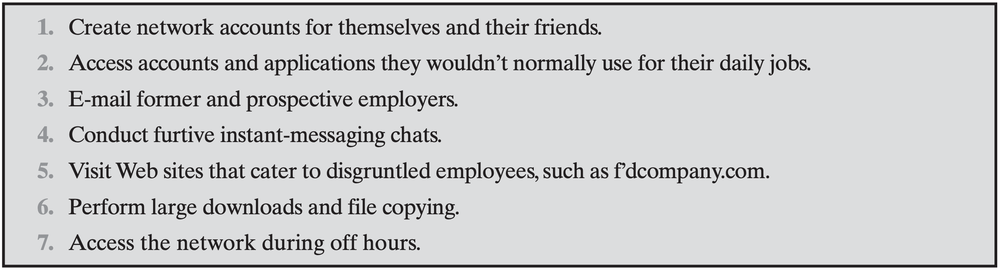 1. Create network accounts for themselves and their friends.
2. Access accounts and applications they wouldn’t normally use for their daily jobs.
3. E-mail former and prospective employers.
4. Conduct furtive instant-messaging chats.
5. Visit Web sites that cater to disgruntled employees, such as f’dcompany.com.
6. Perform large downloads and file copying.
7. Access the network during off hours.